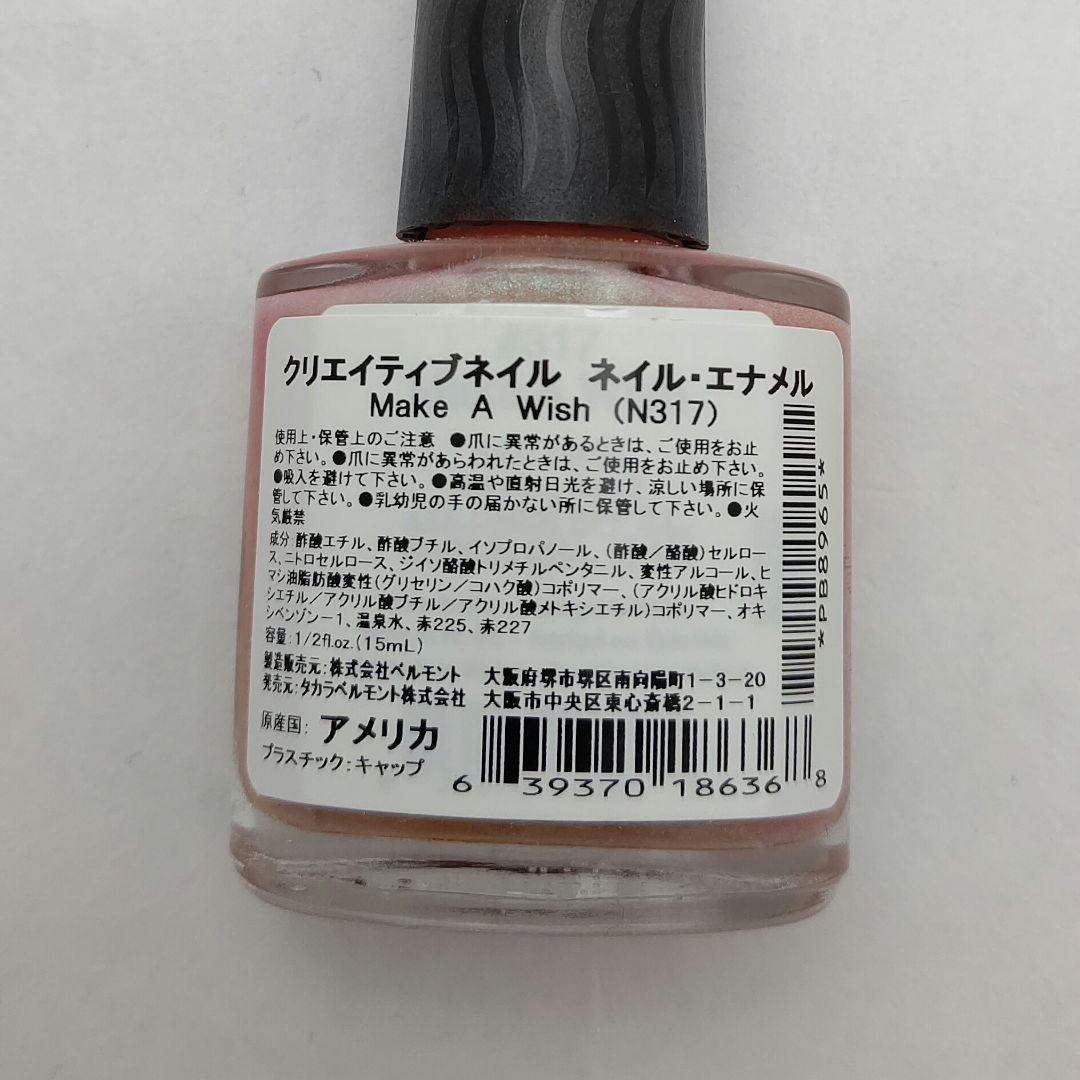 クリエイティブネイル ネイル・エナメル
Make A Wish (N317)
使用上・保管上のご注意 ●爪に異常があるときは、ご使用をお止
め下さい。●爪に異常があらわれたときは、ご使用をお止め下さい。
●吸入を避けて下さい。●高温や直射日光を避け、涼しい場所に保
管して下さい。●乳幼児の手の届かない所に保管して下さい。●火
気厳禁
成分:酢酸エチル、酢酸ブチル、イソプロパノール、(酢酸/酪酸)セルロー
ス、ニトロセルロース、ジイソ酪酸トリメチルペンタニル、変性アルコール、ヒ
マシ油脂肪酸変性(グリセリン/コハク酸)コポリマー、(アクリル酸ヒドロキ
シエチル/アクリル酸ブチル/アクリル酸メトキシエチル)コポリマー、オキ
シベンゾン-1、温泉水、赤225、赤227
容量:1/2fl.oz.(15mL)
製造販売元:株式会社ベルモント 大阪府堺市堺区南向陽町1-3-20
発売元:タカラベルモント株式会社 大阪市中央区東心斎橋2-1-1
原産国: アメリカ
プラスチック:キャップ
6 39370 18636 8
*PB8965*